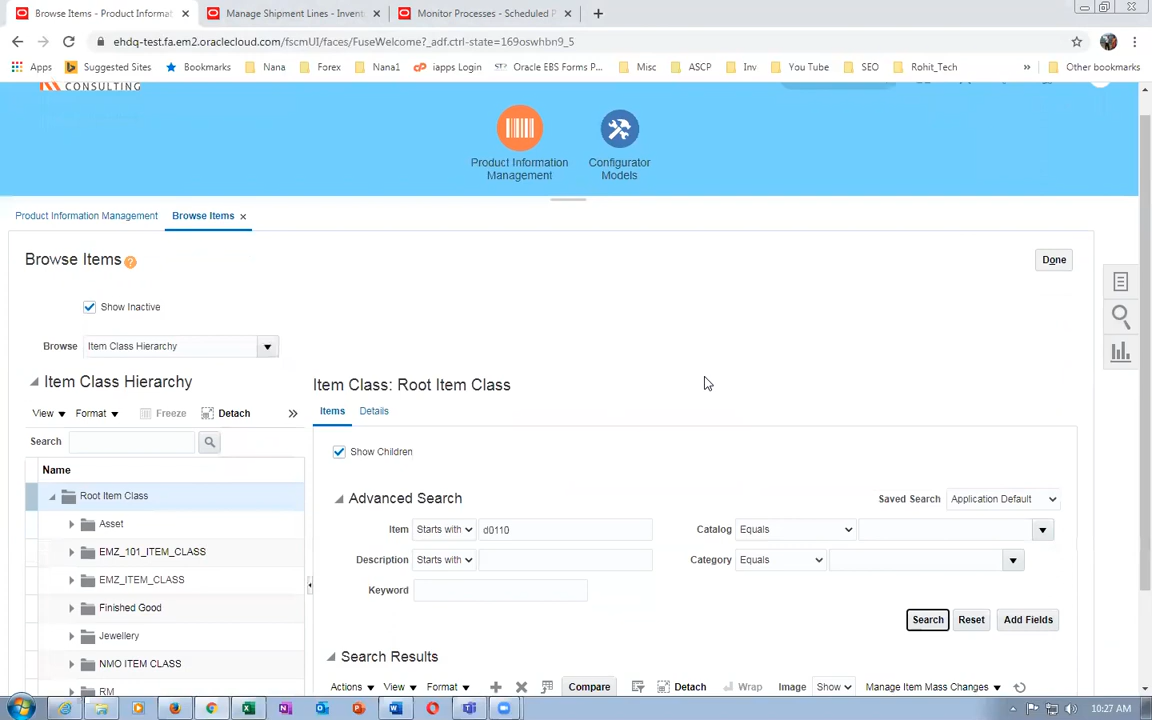 Browse Items - Product Informat
Manage Shipment Lines - Invent
Monitor Processes - Scheduled P
ehdq-test.fa.em2.oraclecloud.com/fscmUI/faces/FuseWelcome?_adf.ctrl-state=169oswhbn9_5
Apps Suggested Sites Bookmarks Nana Forex Nana1 iapps Login Oracle EBS Forms P... Misc ASCP Inv You Tube SEO Rohit_Tech » Other bookmarks
CONSULTING
Product Information Management
Configurator Models
Product Information Management Browse Items
Browse Items
Done
Show Inactive
Browse Item Class Hierarchy
Item Class Hierarchy
View Format Freeze Detach »
Search
Name
Root Item Class
Asset
EMZ_101_ITEM_CLASS
EMZ_ITEM_CLASS
Finished Good
Jewellery
NMO ITEM CLASS
RM
Item Class: Root Item Class
Items Details
Show Children
Advanced Search
Saved Search Application Default
Item Starts with d0110 Catalog Equals
Description Starts with Category Equals
Keyword
Search Reset Add Fields
Search Results
Actions View Format Compare Detach Wrap Image Show Manage Item Mass Changes
10:27 AM